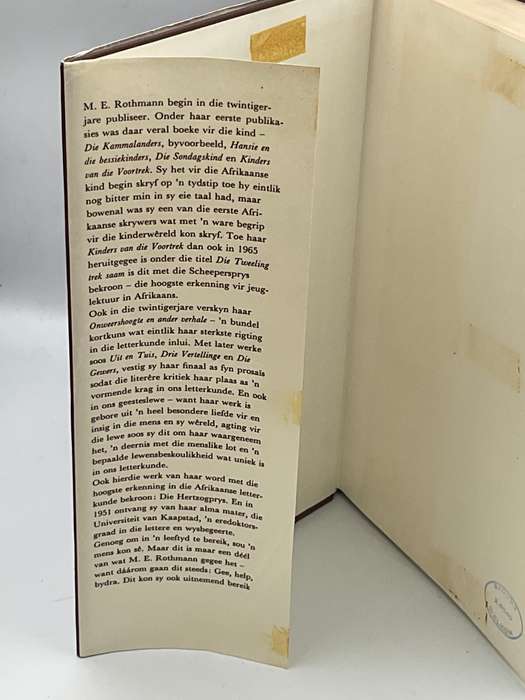 M. E. Rothmann begin in die twintiger-
jare publiseer. Onder haar eerste publika-
sies was daar veral boeke vir die kind –
Die Kammalanders, byvoorbeeld, Hansie en
die bessiekinders, Die Sondagskind en Kinders
van die Voortrek. Sy het vir die Afrikaanse
kind begin skryf op 'n tydstip toe hy eintlik
nog bitter min in sy eie taal had, maar
bowenal was sy een van die eerste Afri-
kaanse skrywers wat met 'n ware begrip
vir die kinderwêreld kon skryf. Toe haar
Kinders van die Voortrek dan ook in 1965
heruitgegee is onder die titel Die Tweeling
trek saam is dit met die Scheepersprys
bekroon – die hoogste erkenning vir jeug-
lektuur in Afrikaans.
Ook in die twintigerjare verskyn haar
Onweershoogte en ander verhale – 'n bundel
kortkuns wat eintlik haar sterkste rigting
in die letterkunde inlui. Met later werke
soos Uit en Tuis, Drie Vertellinge en Die
Gewers, vestig sy haar finaal as fyn prosaïs
sodat die literêre kritiek haar plaas as 'n
vormende krag in ons letterkunde. En ook
in ons geesteslewe – want haar werk is
gebore uit 'n heel besondere liefde vir en
insig in die mens en sy wêreld, agting vir
die lewe soos sy dit om haar waargeneem
het, 'n deernis met die menslike lot en 'n
bepaalde lewensbeskoulikheid wat uniek is
in ons letterkunde.
Ook hierdie werk van haar word met die
hoogste erkenning in die Afrikaanse letter-
kunde bekroon: Die Hertzogprys. En in
1951 ontvang sy van haar alma mater, die
Universiteit van Kaapstad, 'n eredoktors-
graad in die lettere en wysbegeerte.
Genoeg om in 'n leeftyd te bereik, sou 'n
mens kon sê. Maar dit is maar een déél
van wat M. E. Rothmann gegee het –
want dáárom gaan dit steeds: Gee, help,
bydra. Dit kon sy ook uitnemend bereik